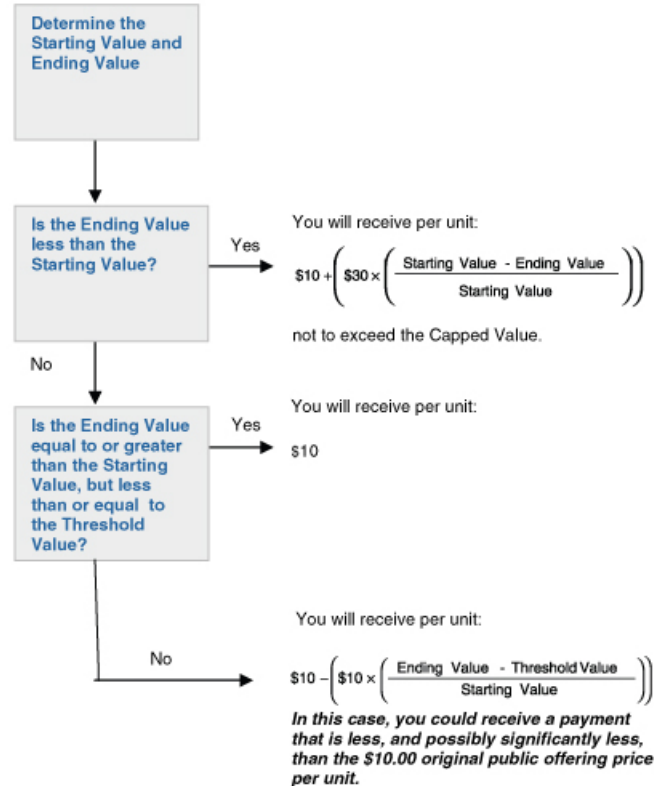 Determine the
Starting Value and
Ending Value
Is the Ending Value
less than the
Starting Value?
Yes
You will receive per unit:
$10 + ( $30 × ( Starting Value - Ending Value
Starting Value ) )
not to exceed the Capped Value.
No
Is the Ending Value
equal to or greater
than the Starting
Value, but less
than or equal to
the Threshold
Value?
Yes
You will receive per unit:
$10
No
You will receive per unit:
$10 – ( $10 × ( Ending Value - Threshold Value
Starting Value ) )
In this case, you could receive a payment
that is less, and possibly significantly less,
than the $10.00 original public offering price
per unit.